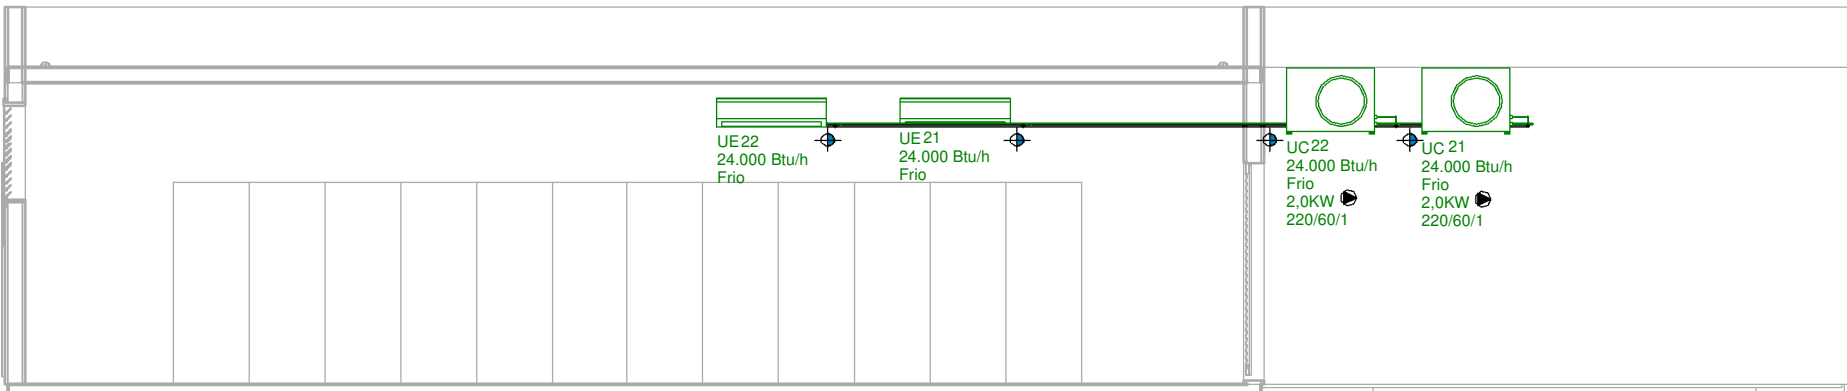 UE 22
24.000 Btu/h
Frio
UE 21
24.000 Btu/h
Frio
UC 22
24.000 Btu/h
Frio
2,0KW
220/60/1
UC 21
24.000 Btu/h
Frio
2,0KW
220/60/1